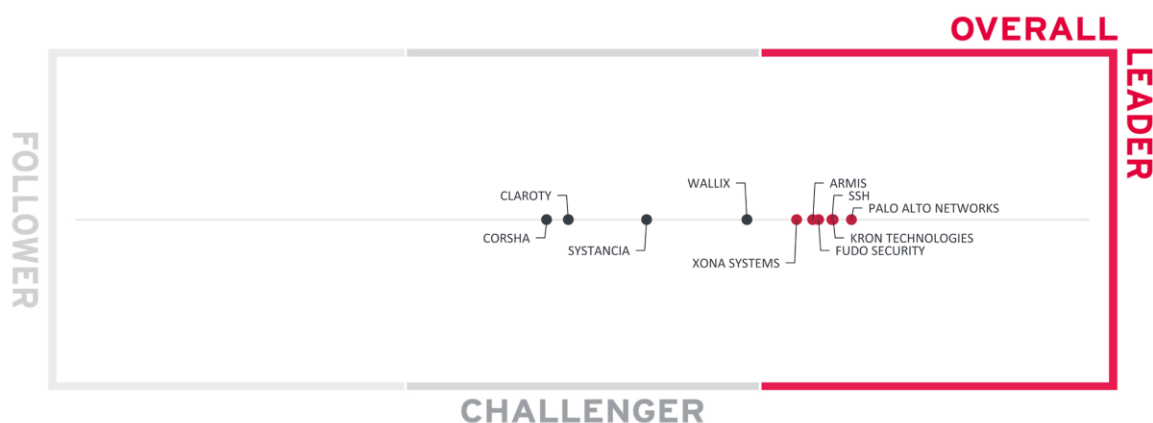 OVERALL
LEADER
FOLLOWER
WALLIX
ARMIS
CLAROTY
SSH
PALO ALTO NETWORKS
CORSHA
KRON TECHNOLOGIES
SYSTANCIA
FUDO SECURITY
XONA SYSTEMS
CHALLENGER